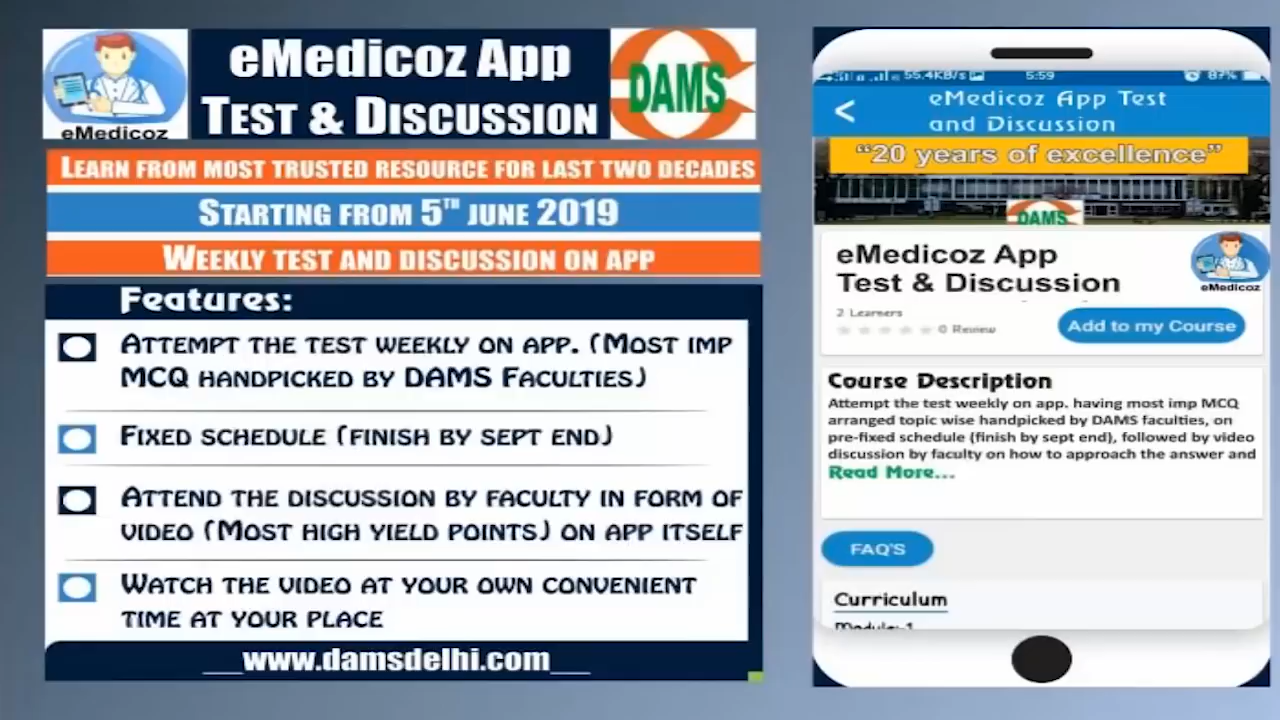 eMedicoz
eMedicoz App
TEST & DISCUSSION
DAMS
LEARN FROM MOST TRUSTED RESOURCE FOR LAST TWO DECADES
STARTING FROM 5TH JUNE 2019
WEEKLY TEST AND DISCUSSION ON APP
Features:
ATTEMPT THE TEST WEEKLY ON APP. (MOST IMP
MCQ HANDPICKED BY DAMS FACULTIES)
FIXED SCHEDULE (FINISH BY SEPT END)
ATTEND THE DISCUSSION BY FACULTY IN FORM OF
VIDEO (MOST HIGH YIELD POINTS) ON APP ITSELF
WATCH THE VIDEO AT YOUR OWN CONVENIENT
TIME AT YOUR PLACE
__www.damsdelhi.com__
55.4KB/s 5:59 87%
< eMedicoz App Test
and Discussion
"20 years of excellence"
DAMS
eMedicoz App
Test & Discussion
eMedicoz
2 Learners
0 Review
Add to my Course
Course Description
Attempt the test weekly on app. having most imp MCQ
arranged topic wise handpicked by DAMS faculties, on
pre-fixed schedule (finish by sept end), followed by video
discussion by faculty on how to approach the answer and
Read More...
FAQ'S
Curriculum
Module:-1